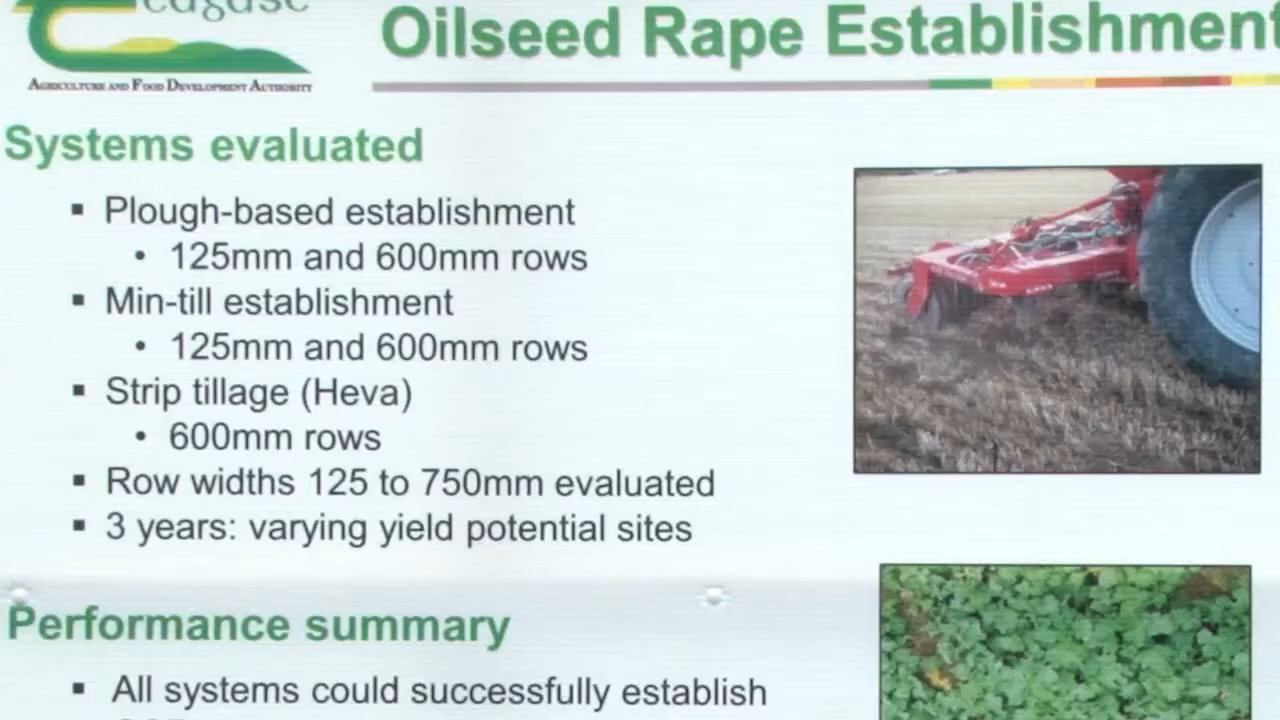 AGRICULTURE AND FOOD DEVELOPMENT AUTHORITY
Oilseed Rape Establishment
Systems evaluated
▪ Plough-based establishment
• 125mm and 600mm rows
▪ Min-till establishment
• 125mm and 600mm rows
▪ Strip tillage (Heva)
• 600mm rows
▪ Row widths 125 to 750mm evaluated
▪ 3 years: varying yield potential sites
Performance summary
▪ All systems could successfully establish